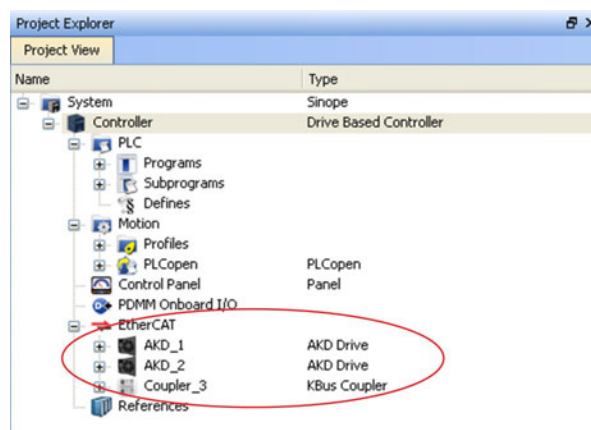 Project Explorer
Project View
Name Type
System Sinope
Controller Drive Based Controller
PLC
Programs
Subprograms
Defines
Motion
Profiles
PLCopen PLCopen
Control Panel Panel
PDMM Onboard I/O
EtherCAT
AKD_1 AKD Drive
AKD_2 AKD Drive
Coupler_3 KBus Coupler
References